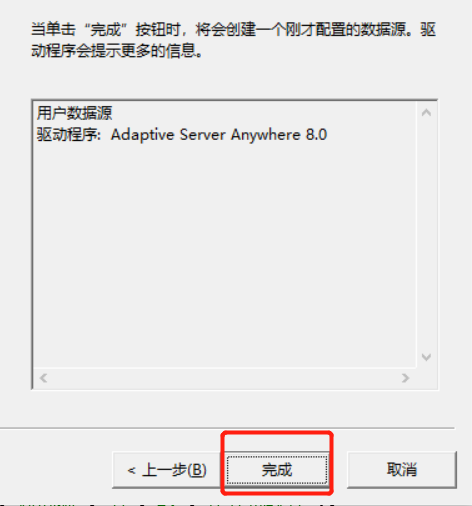 当单击“完成”按钮时，将会创建一个刚才配置的数据源。驱
动程序会提示更多的信息。
用户数据源
驱动程序: Adaptive Server Anywhere 8.0
< 上一步(B)
完成
取消